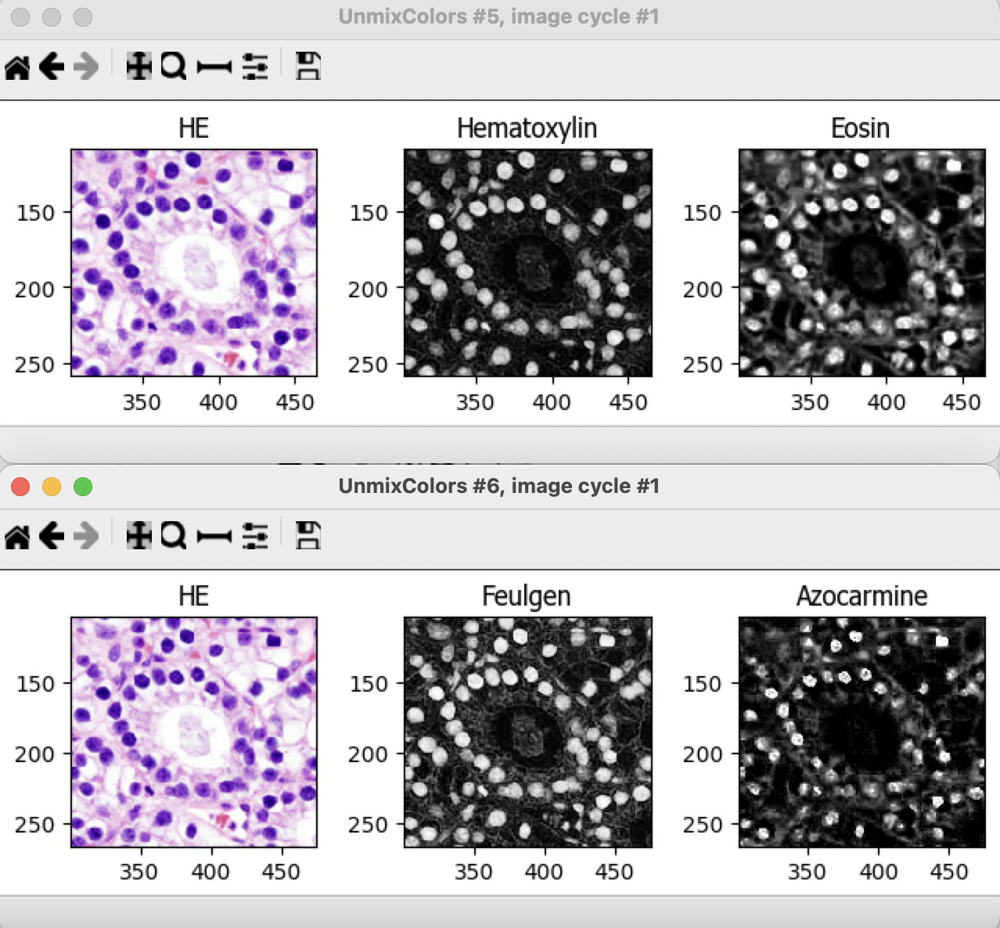 UnmixColors #5, image cycle #1
HE Hematoxylin Eosin
150 150 150
200 200 200
250 250 250
350 400 450 350 400 450 350 400 450
UnmixColors #6, image cycle #1
HE Feulgen Azocarmine
150 150 150
200 200 200
250 250 250
350 400 450 350 400 450 350 400 450